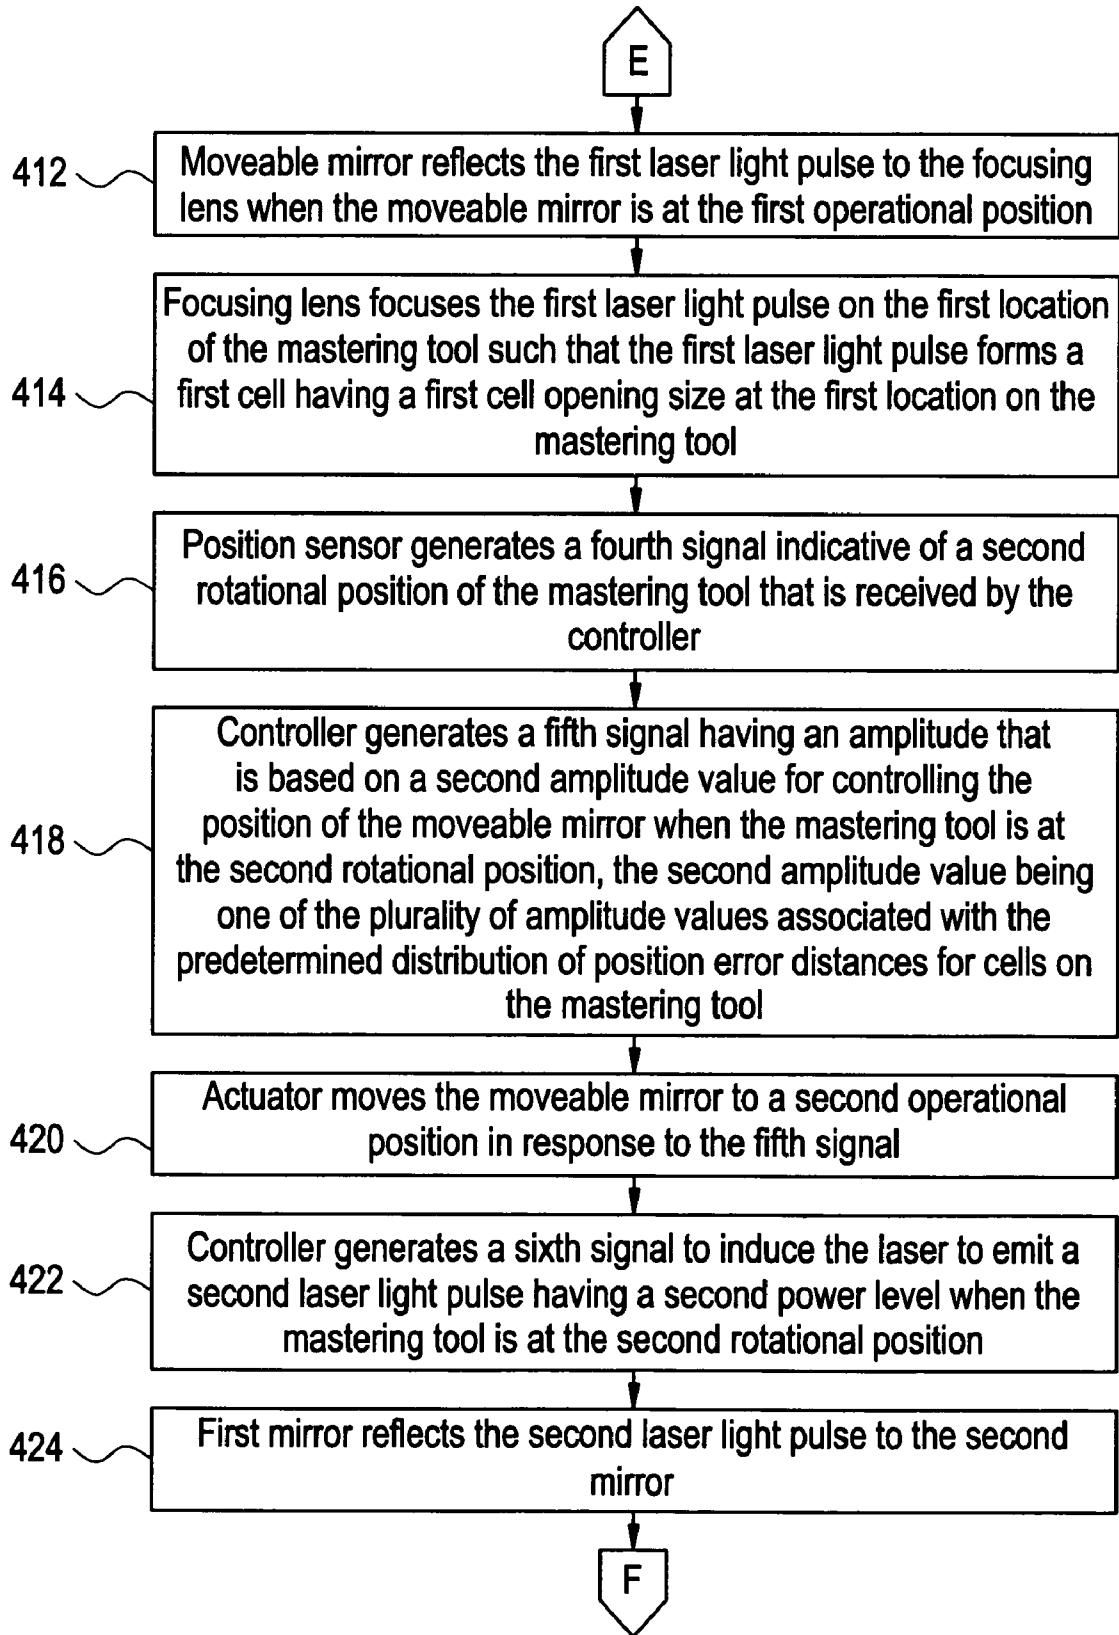 E
412
Moveable mirror reflects the first laser light pulse to the focusing
lens when the moveable mirror is at the first operational position
414
Focusing lens focuses the first laser light pulse on the first location
of the mastering tool such that the first laser light pulse forms a
first cell having a first cell opening size at the first location on the
mastering tool
416
Position sensor generates a fourth signal indicative of a second
rotational position of the mastering tool that is received by the
controller
418
Controller generates a fifth signal having an amplitude that
is based on a second amplitude value for controlling the
position of the moveable mirror when the mastering tool is at
the second rotational position, the second amplitude value being
one of the plurality of amplitude values associated with the
predetermined distribution of position error distances for cells on
the mastering tool
420
Actuator moves the moveable mirror to a second operational
position in response to the fifth signal
422
Controller generates a sixth signal to induce the laser to emit a
second laser light pulse having a second power level when the
mastering tool is at the second rotational position
424
First mirror reflects the second laser light pulse to the second
mirror
F